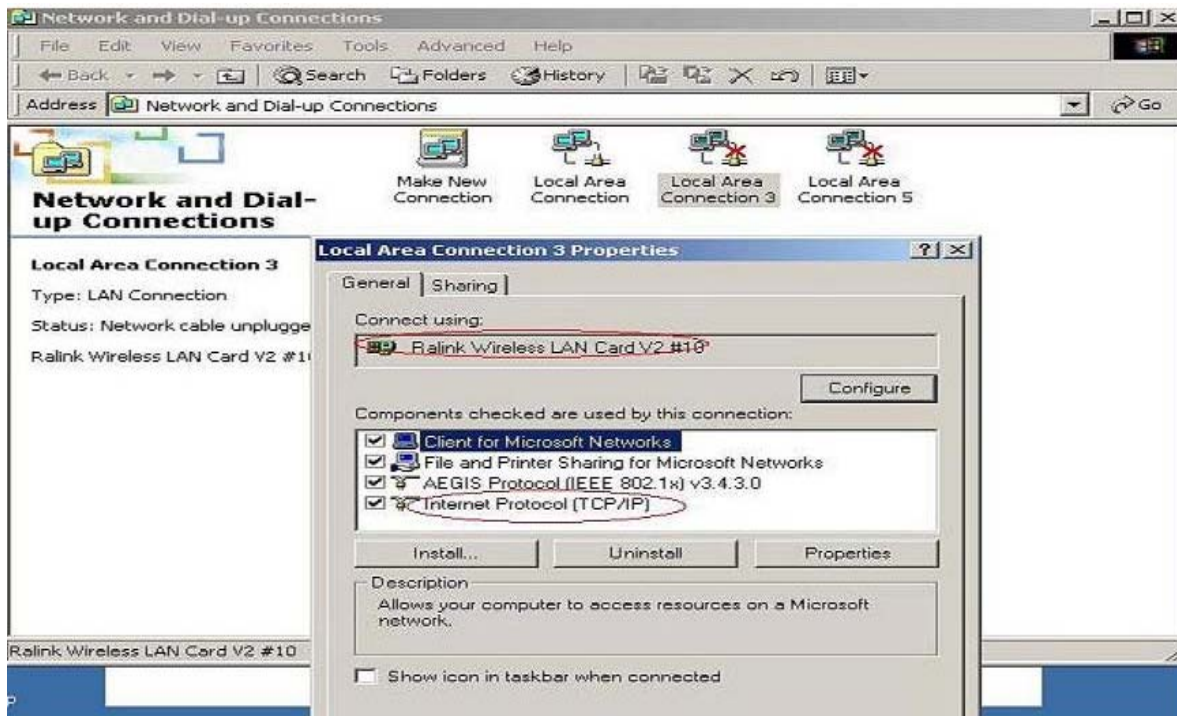 Network and Dial-up Connections
File Edit View Favorites Tools Advanced Help
Back Search Folders History
Address Network and Dial-up Connections Go
Make New Connection
Local Area Connection
Local Area Connection 3
Local Area Connection 5
Network and Dial-
up Connections
Local Area Connection 3
Type: LAN Connection
Status: Network cable unplugge
Ralink Wireless LAN Card V2 #1
Local Area Connection 3 Properties
General Sharing
Connect using:
Ralink Wireless LAN Card V2 #10
Configure
Components checked are used by this connection:
Client for Microsoft Networks
File and Printer Sharing for Microsoft Networks
AEGIS Protocol (IEEE 802.1x) v3.4.3.0
Internet Protocol (TCP/IP)
Install... Uninstall Properties
Description
Allows your computer to access resources on a Microsoft
network.
Show icon in taskbar when connected
Ralink Wireless LAN Card V2 #10